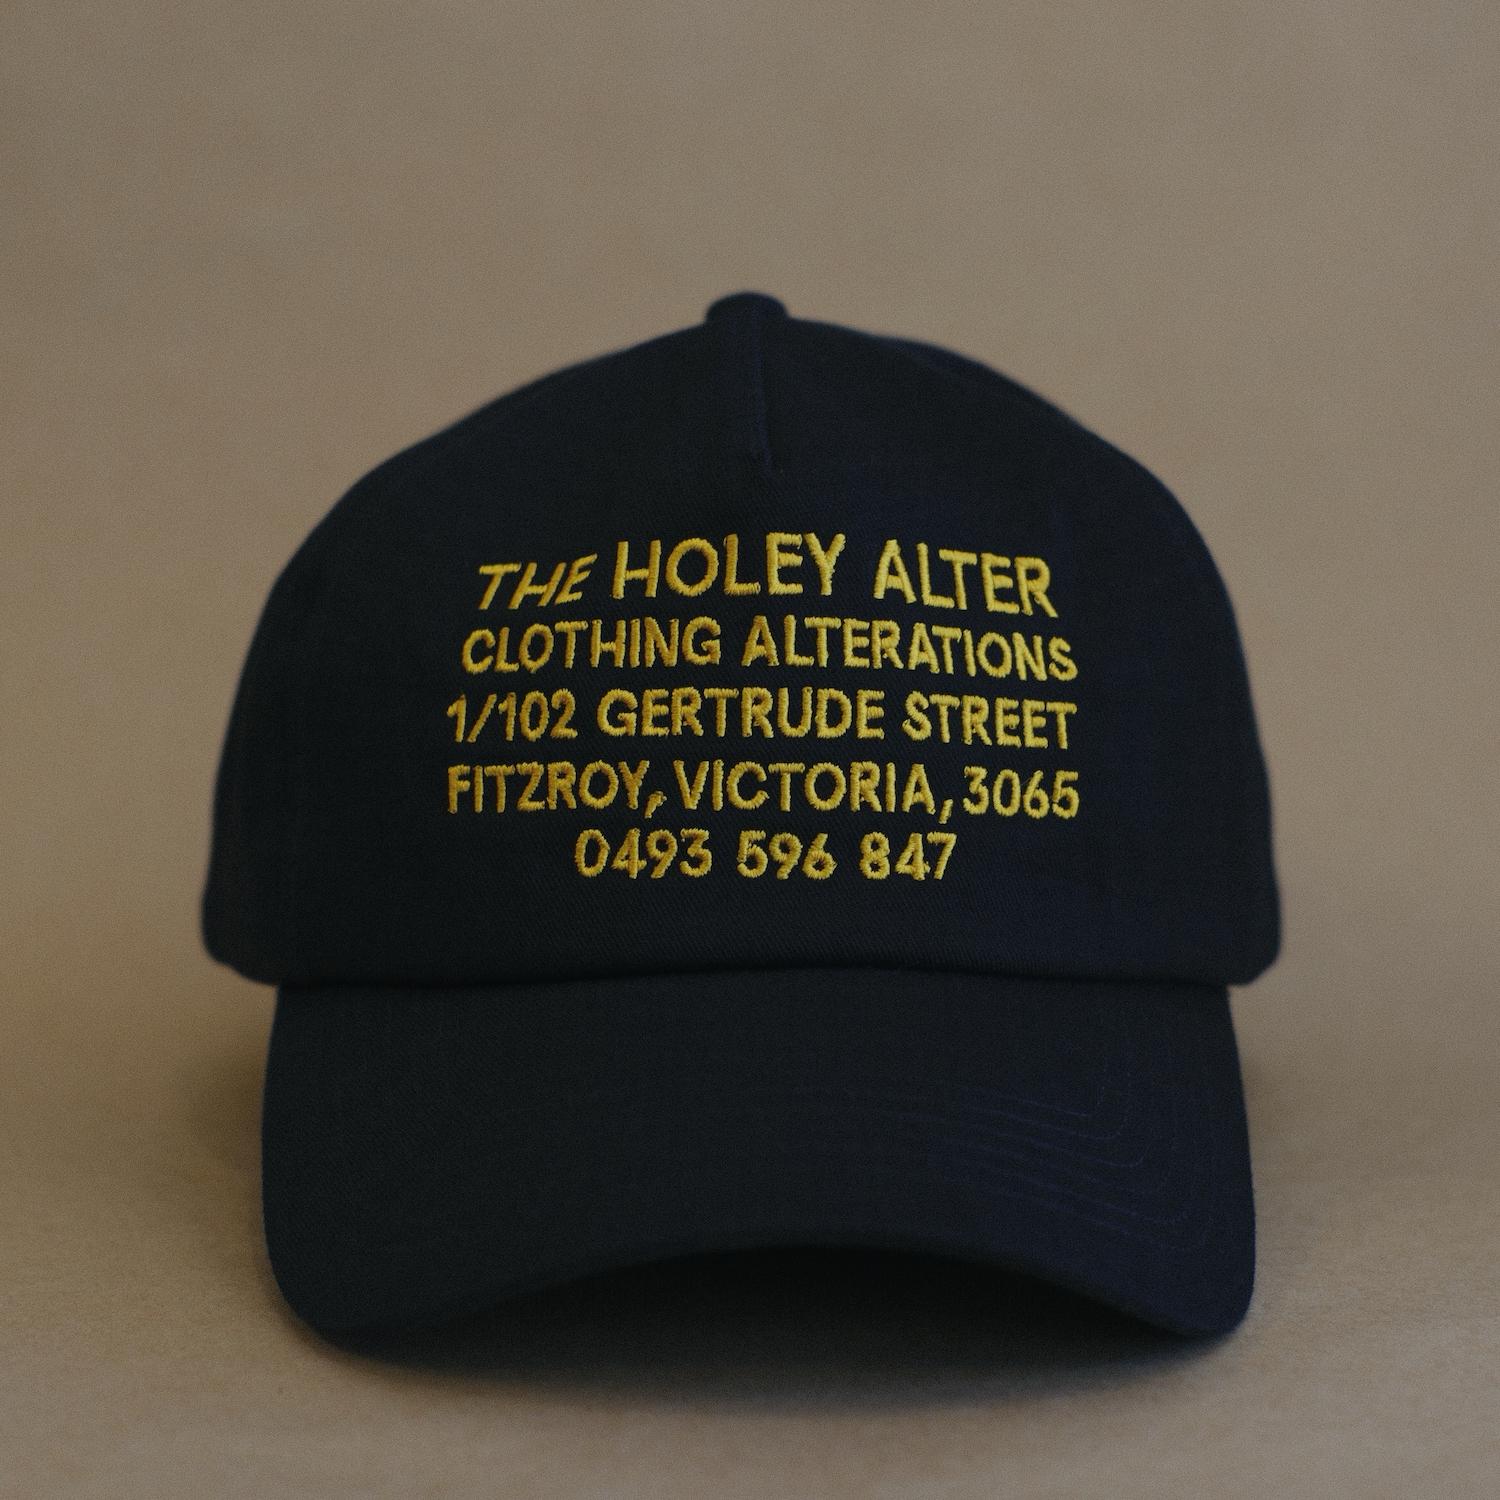 THE HOLEY ALTER
CLOTHING ALTERATIONS
1/102 GERTRUDE STREET
FITZROY, VICTORIA, 3065
0493 596 847